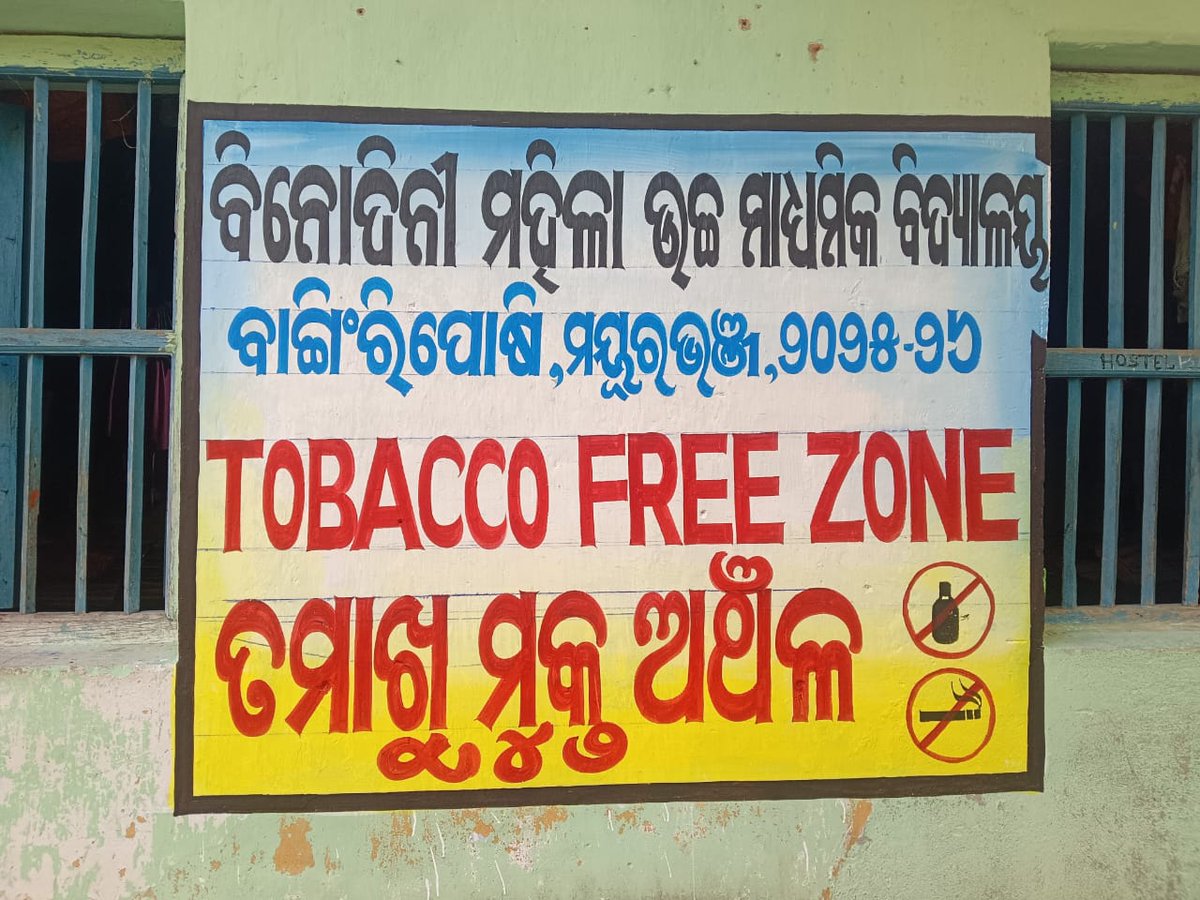 ବିନୋଦିନୀ ମହିଳା ଉଚ୍ଚ ମାଧ୍ୟମିକ ବିଦ୍ୟାଳୟ
ବାଙ୍ଗିରିପୋଷି,ମୟୂରଭଞ୍ଜ,୨୦୨୫-୨୬
TOBACCO FREE ZONE
ତମାଖୁ ମୁକ୍ତ ଅଞ୍ଚଳ
HOSTEL